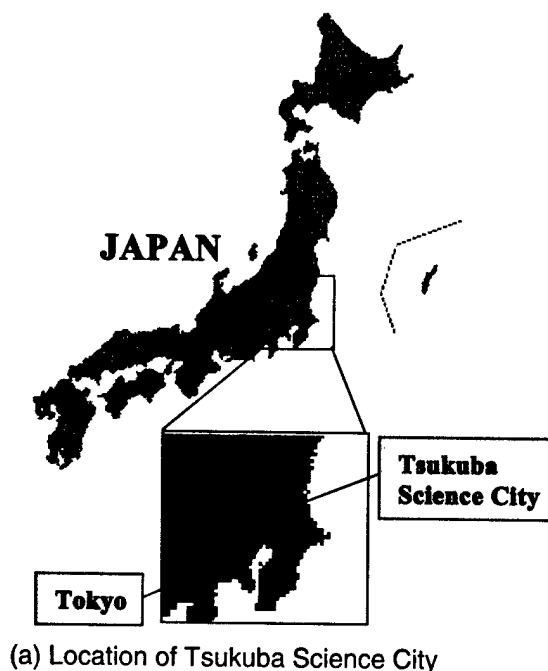 JAPAN
Tsukuba
Science City
Tokyo
(a) Location of Tsukuba Science City